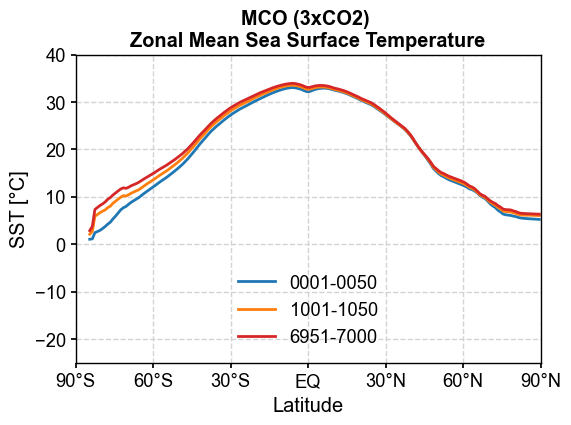 MCO (3xCO2)
Zonal Mean Sea Surface Temperature
40
30
20
10
0
−10
−20
SST [°C]
0001-0050
1001-1050
6951-7000
90°S 60°S 30°S EQ 30°N 60°N 90°N
Latitude